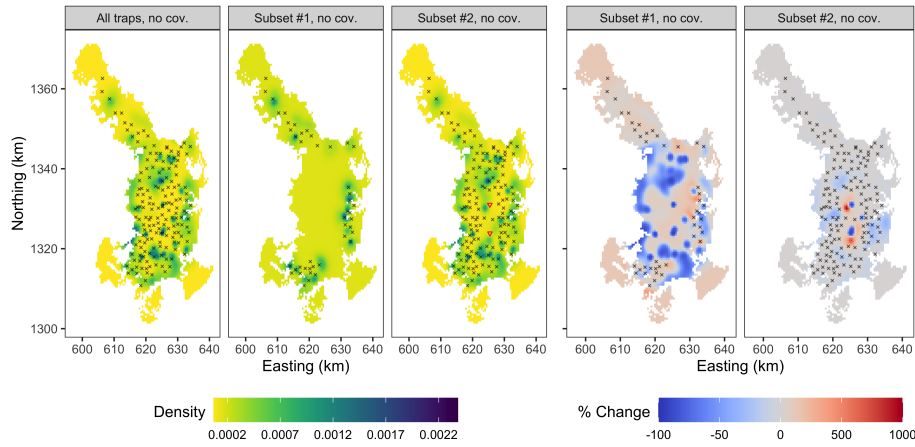 All traps, no cov.
Subset #1, no cov.
Subset #2, no cov.
Subset #1, no cov.
Subset #2, no cov.
Northing (km)
1360
1340
1320
1300
600 610 620 630 640
600 610 620 630 640
600 610 620 630 640
600 610 620 630 640
600 610 620 630 640
Easting (km)
Easting (km)
Density
0.0002 0.0007 0.0012 0.0017 0.0022
% Change
-100 -50 0 500 1000